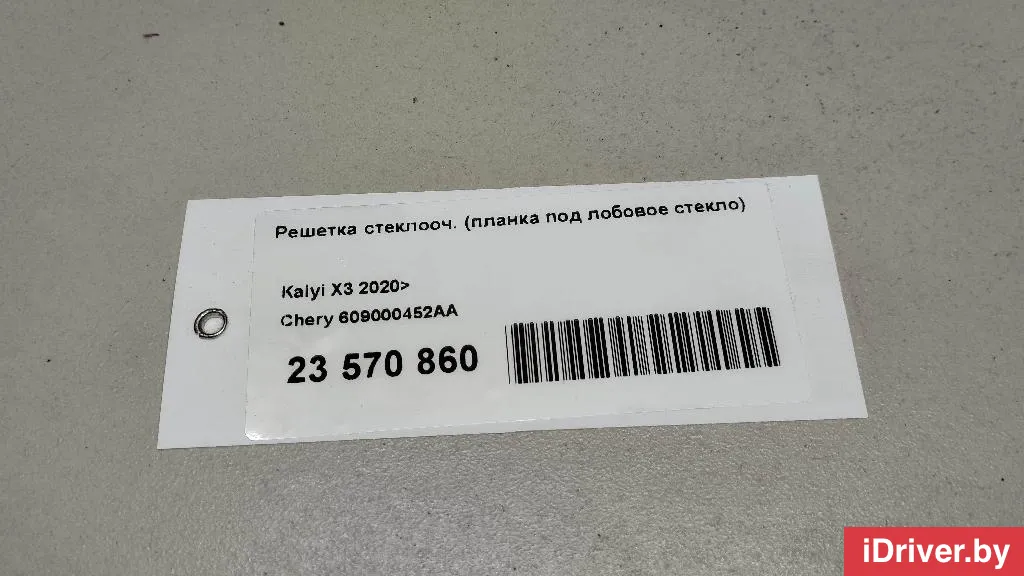 Решетка стеклооч. (планка под лобовое стекло)
Kaiyi X3 2020>
Chery 609000452AA
23 570 860
iDriver.by